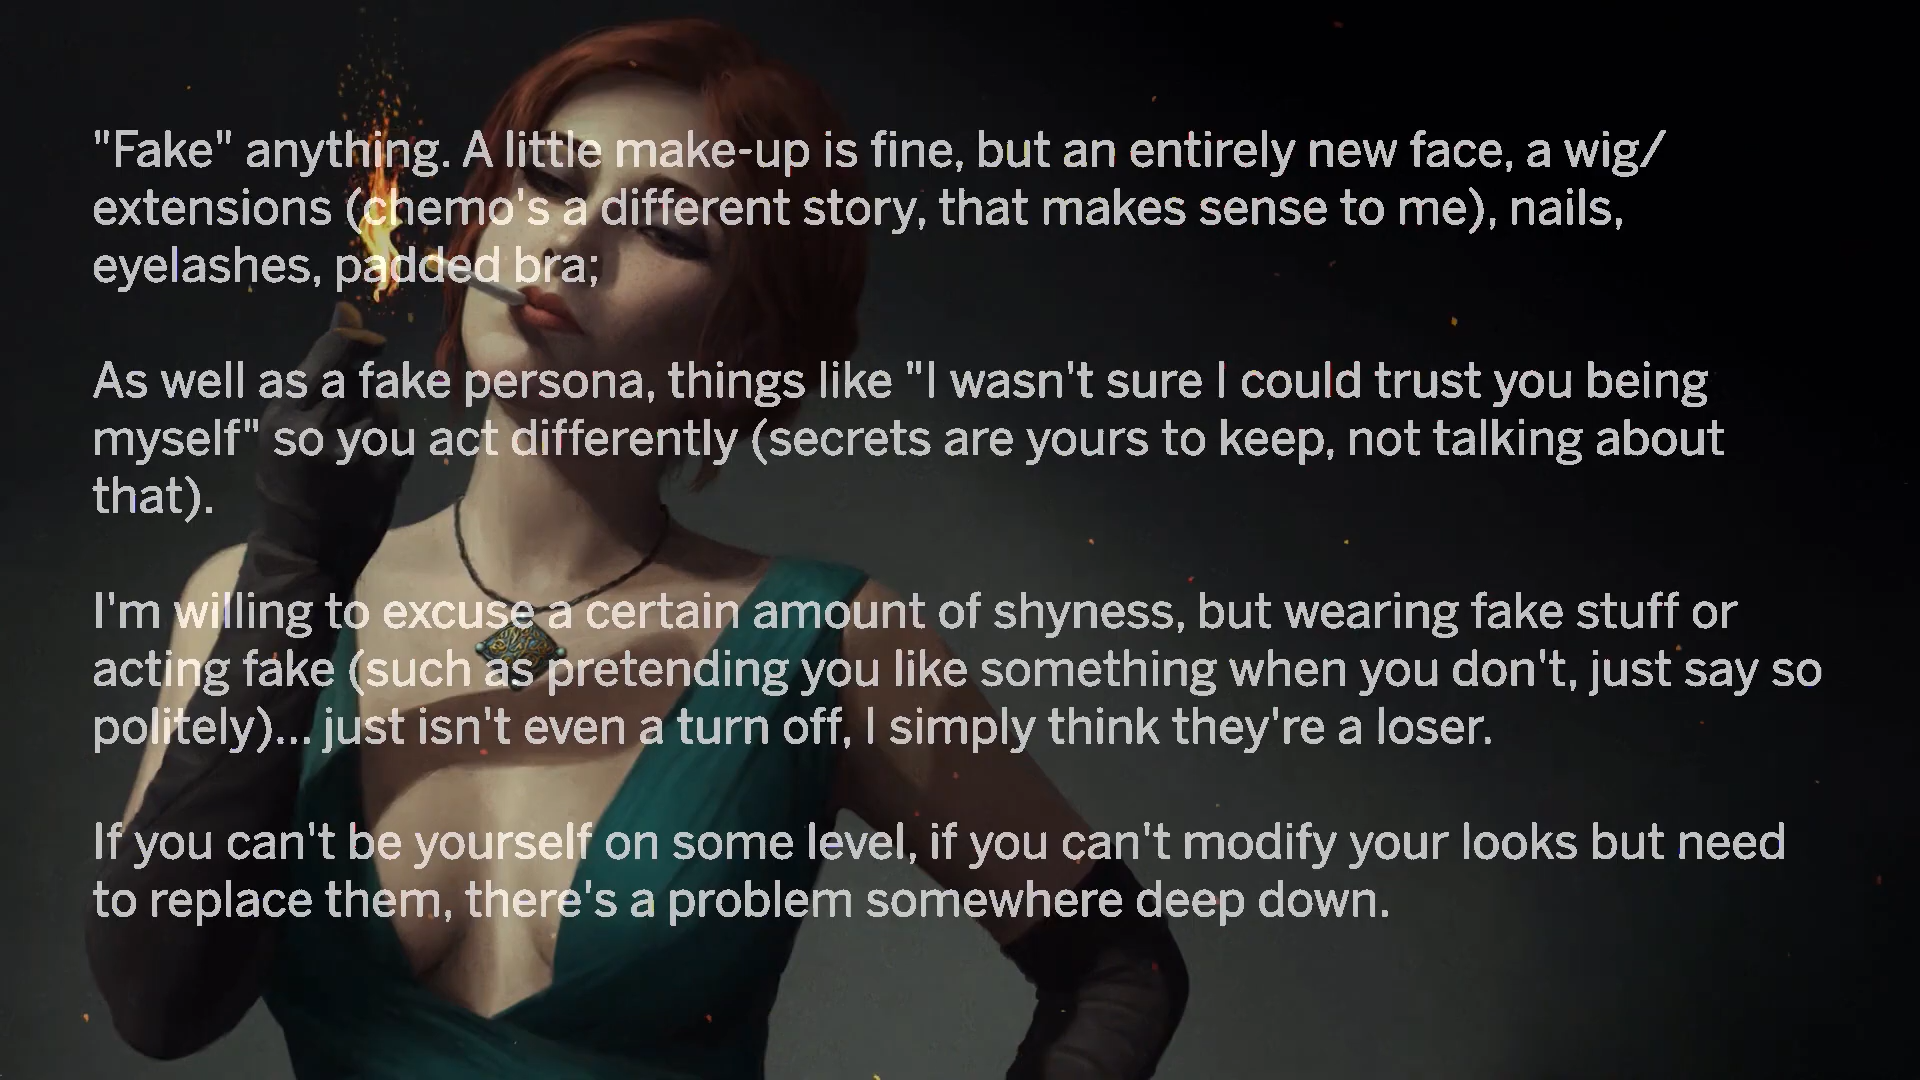 "Fake" anything. A little make-up is fine, but an entirely new face, a wig/
extensions (chemo's a different story, that makes sense to me), nails,
eyelashes, padded bra;
As well as a fake persona, things like "I wasn't sure I could trust you being
myself" so you act differently (secrets are yours to keep, not talking about
that).
I'm willing to excuse a certain amount of shyness, but wearing fake stuff or
acting fake (such as pretending you like something when you don't, just say so
politely)... just isn't even a turn off, I simply think they're a loser.
If you can't be yourself on some level, if you can't modify your looks but need
to replace them, there's a problem somewhere deep down.